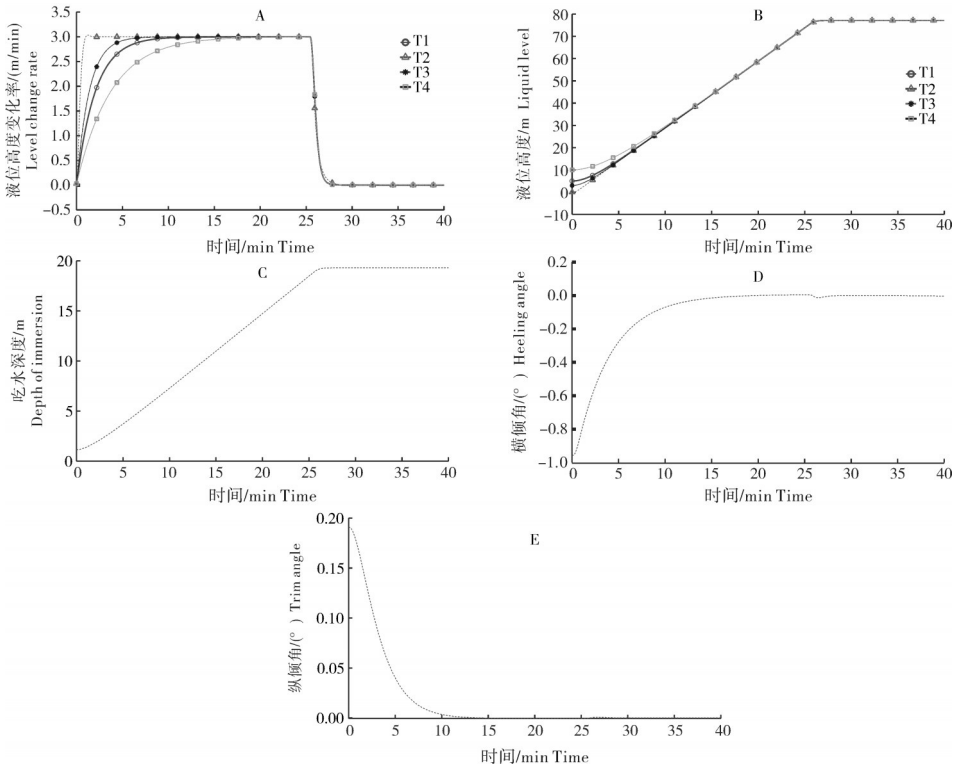 A
液位高度变化率/(m/min)
Level change rate
3.5
3.0
2.5
2.0
1.5
1.0
0.5
0.0
-0.5
0 5 10 15 20 25 30 35 40
时间/min Time
T1
T2
T3
T4
B
液位高度/m Liquid level
80
70
60
50
40
30
20
10
0
-10
0 5 10 15 20 25 30 35 40
时间/min Time
T1
T2
T3
T4
C
吃水深度/m
Depth of immersion
20
15
10
5
0
0 5 10 15 20 25 30 35 40
时间/min Time
D
横倾角/(°) Heeling angle
0.2
0.0
-0.2
-0.4
-0.6
-0.8
-1.0
0 5 10 15 20 25 30 35 40
时间/min Time
E
纵倾角/(°) Trim angle
0.20
0.15
0.10
0.05
0.00
0 5 10 15 20 25 30 35 40
时间/min Time